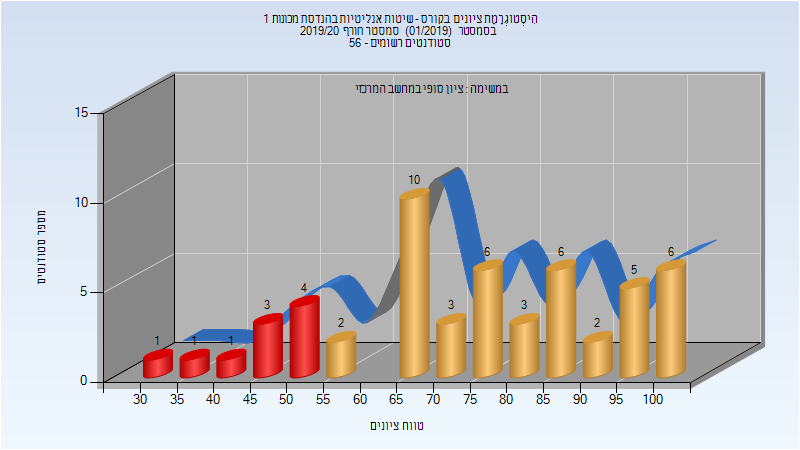 היסטוגרמת ציונים בקורס - שיטות אנליטיות בהנדסת מכונות 1
בסמסטר (01/2019) סמסטר חורף 2019/20
סטודנטים רשומים - 56
במשימה : ציון סופי במחשב המרכזי
מספר סטודנטים
15
10
5
0
1
1
1
3
4
2
10
3
6
3
6
2
5
6
30 35 40 45 50 55 60 65 70 75 80 85 90 95 100
טווח ציונים